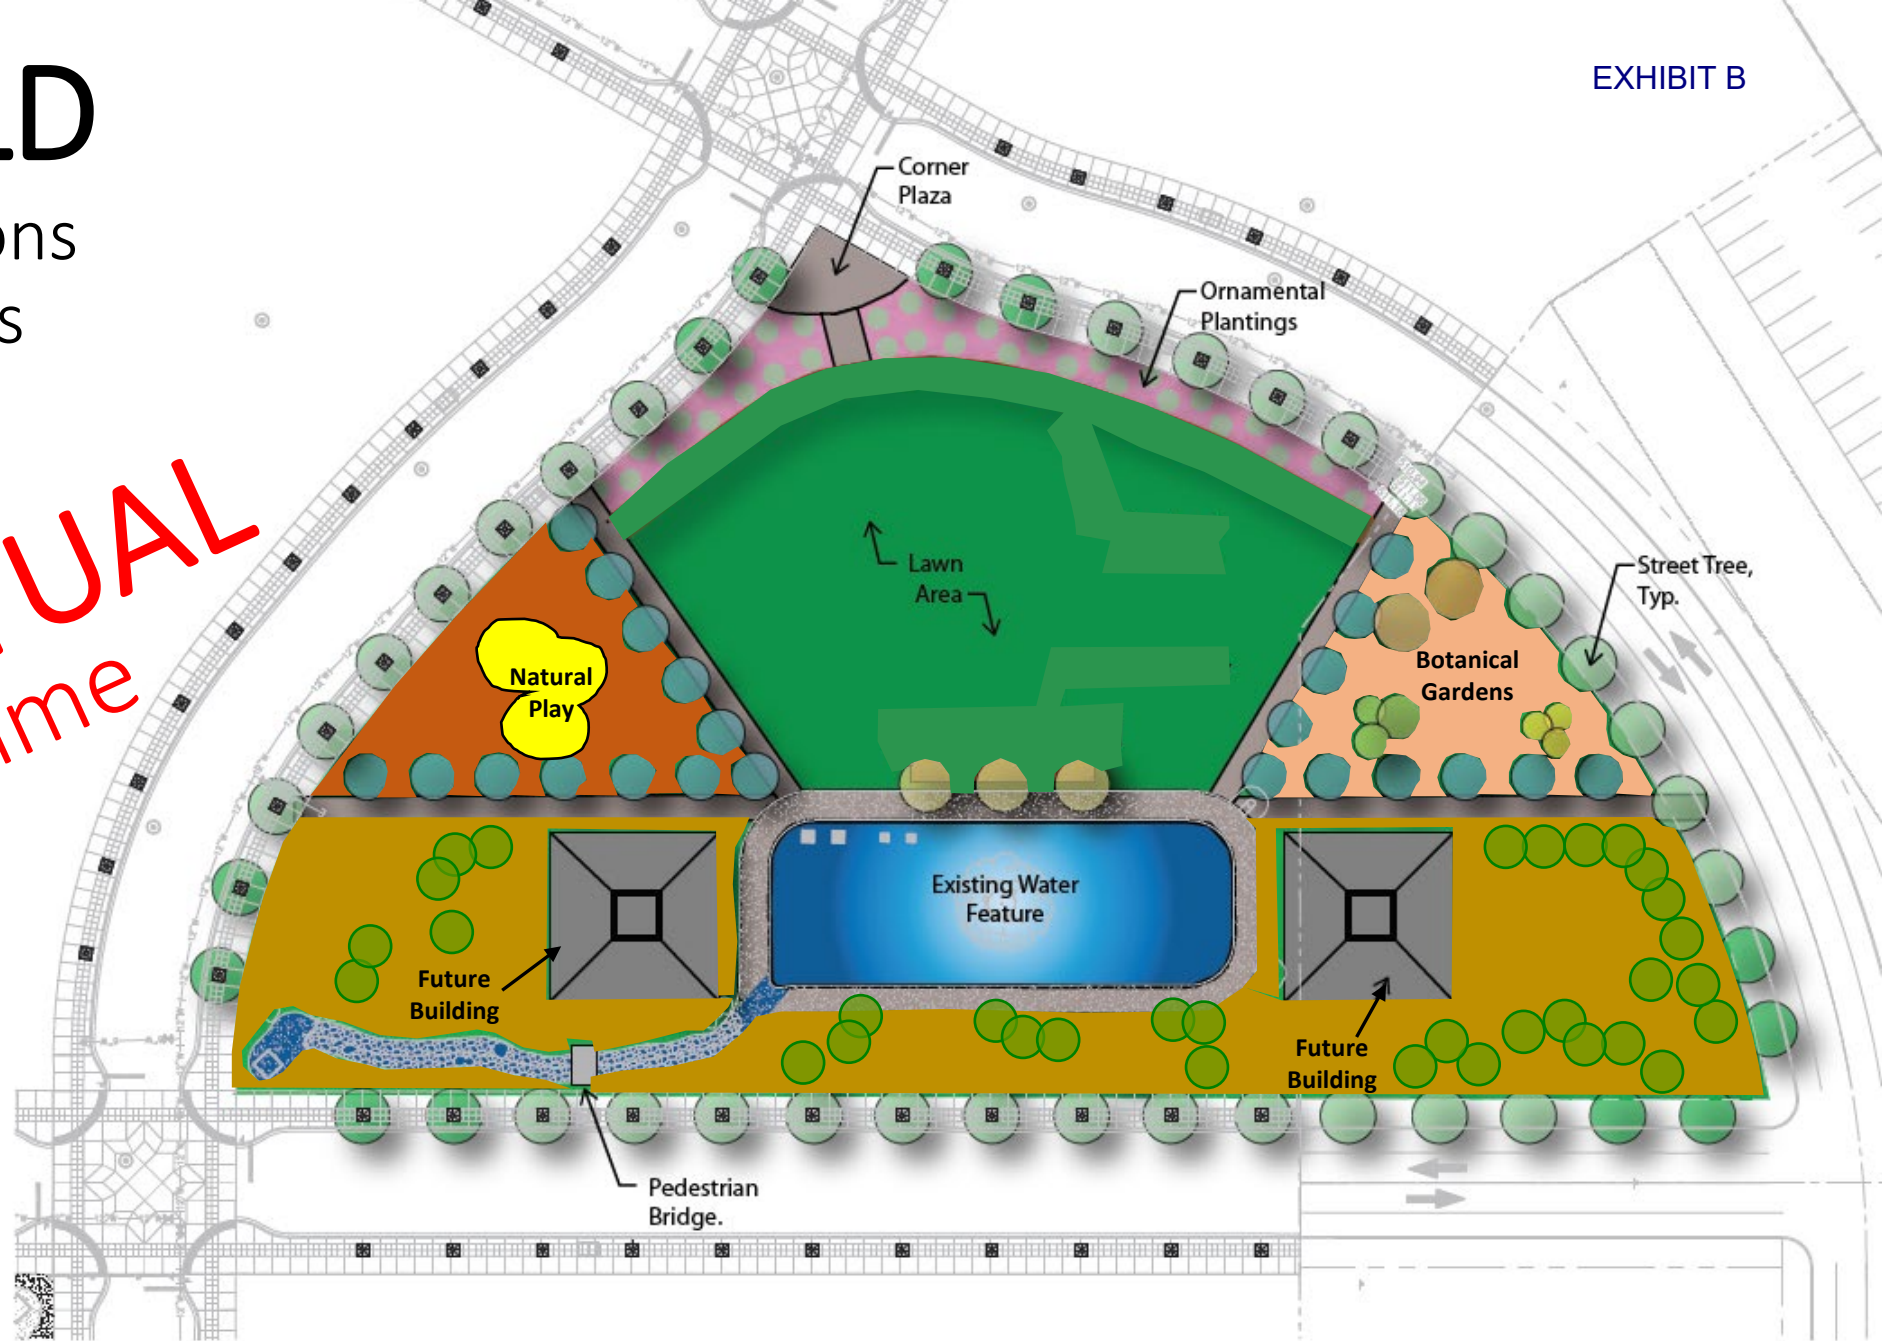 EXHIBIT B
LD
ons
s
UAL
ime
Corner
Plaza
Ornamental
Plantings
Lawn
Area
Street Tree,
Typ.
Natural
Play
Botanical
Gardens
Existing Water
Feature
Future
Building
Future
Building
Pedestrian
Bridge.